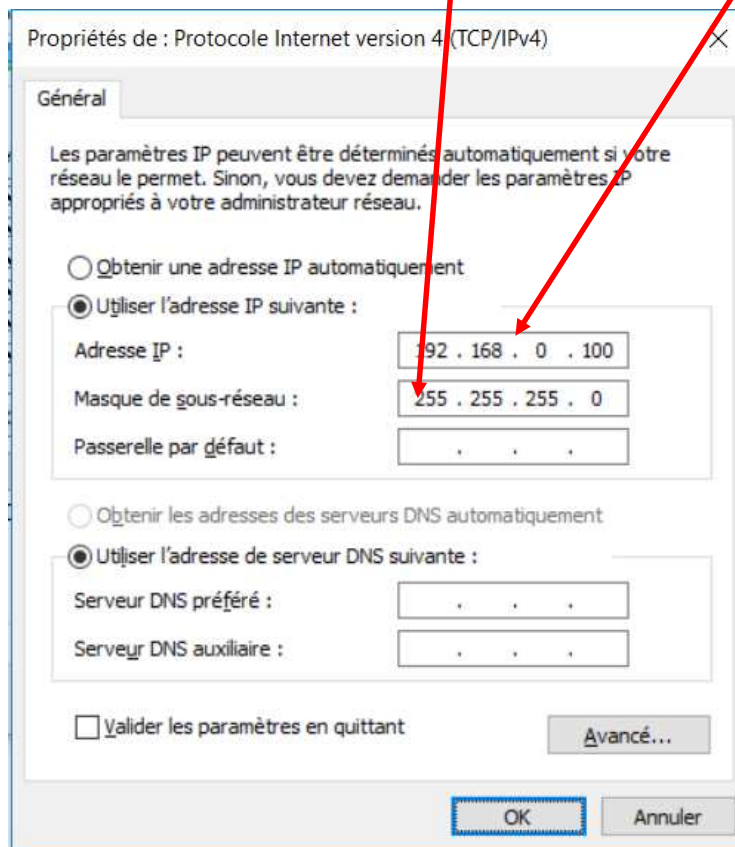 Propriétés de : Protocole Internet version 4 (TCP/IPv4)
Général
Les paramètres IP peuvent être déterminés automatiquement si votre
réseau le permet. Sinon, vous devez demander les paramètres IP
appropriés à votre administrateur réseau.
Obtenir une adresse IP automatiquement
Utiliser l'adresse IP suivante :
Adresse IP : 192 . 168 . 0 . 100
Masque de sous-réseau : 255 . 255 . 255 . 0
Passerelle par défaut : . . .
Obtenir les adresses des serveurs DNS automatiquement
Utiliser l'adresse de serveur DNS suivante :
Serveur DNS préféré : . . .
Serveur DNS auxiliaire : . . .
Valider les paramètres en quittant
Avancé...
OK Annuler